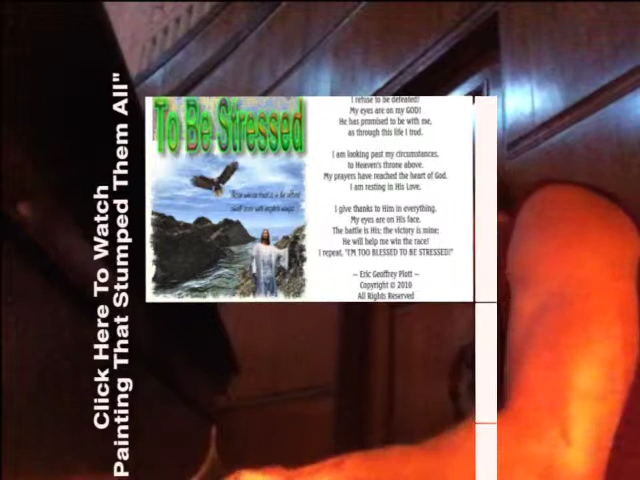 Click Here To Watch
Painting That Stumped Them All"
To Be Stressed
I refuse to be defeated!
My eyes are on my GOD!
He has promised to be with me,
as through this life I trod.
I am looking past my circumstances,
to Heaven's throne above.
My prayers have reached the heart of God.
I am resting in His Love.
I give thanks to Him in everything.
My eyes are on His face.
The battle is His; the victory is mine;
He will help me win the race!
I repeat, "I'M TOO BLESSED TO BE STRESSED!"
~ Eric Geoffrey Plott ~
Copyright © 2010
All Rights Reserved